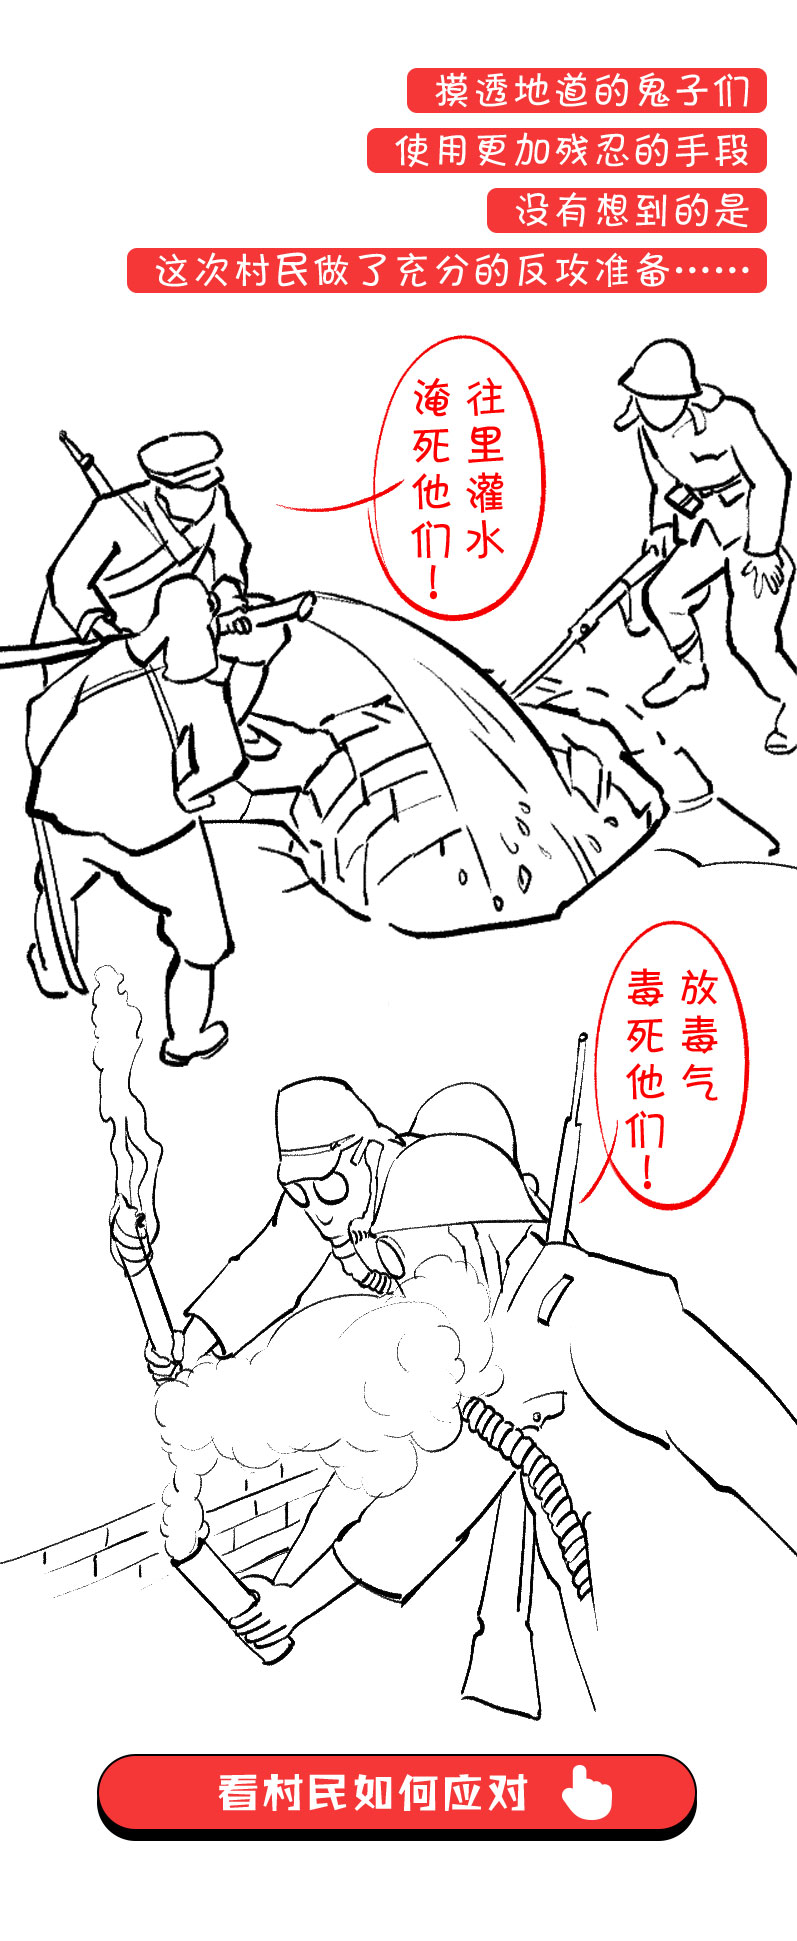 摸透地道的鬼子们
使用更加残忍的手段
没有想到的是
这次村民做了充分的反攻准备……
往里灌水
淹死他们！
放毒气
毒死他们！
看村民如何应对